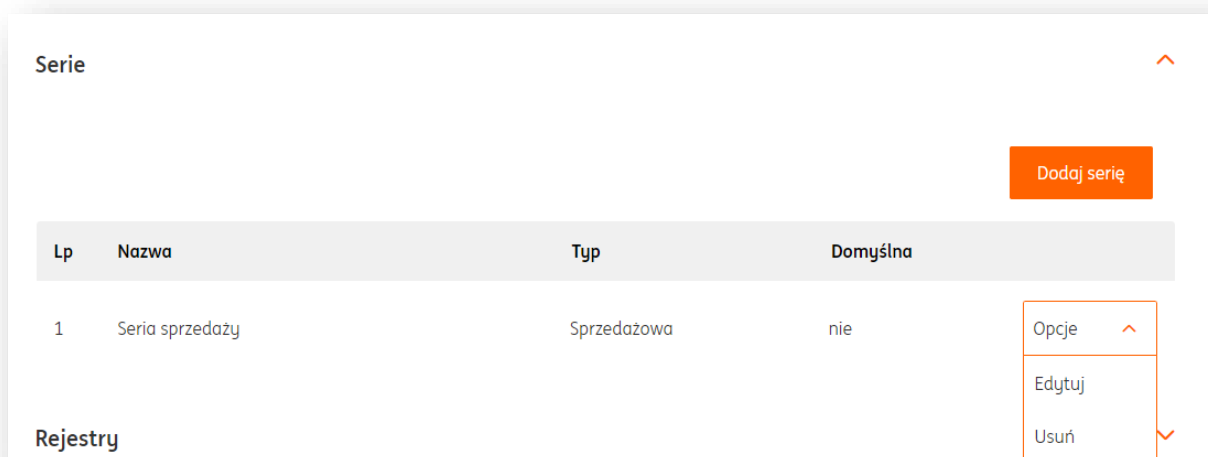 Serie
Dodaj serię
Lp Nazwa Typ Domyślna
1 Seria sprzedaży Sprzedażowa nie Opcje
Edytuj
Rejestry Usuń